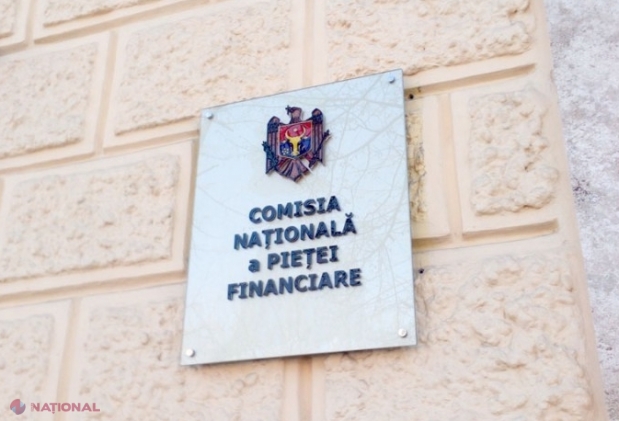 COMISIA
NAȚIONALĂ
a PIEȚEI
FINANCIARE
NAȚIONAL